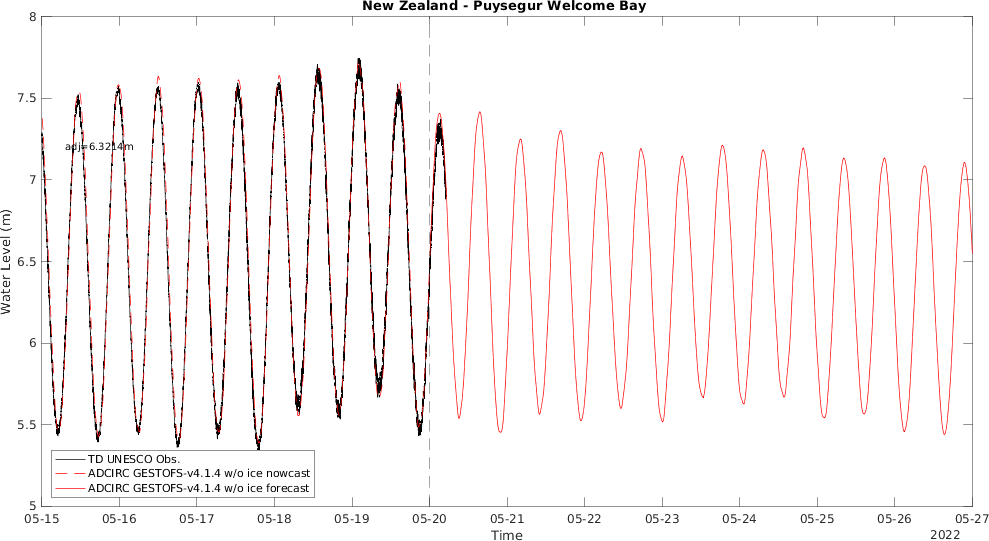 New Zealand - Puysegur Welcome Bay
8
7.5
7
6.5
6
5.5
5
Water Level (m)
adj=6.3214m
TD UNESCO Obs.
ADCIRC GESTOFS-v4.1.4 w/o ice nowcast
ADCIRC GESTOFS-v4.1.4 w/o ice forecast
05-15 05-16 05-17 05-18 05-19 05-20 05-21 05-22 05-23 05-24 05-25 05-26 05-27
Time
2022